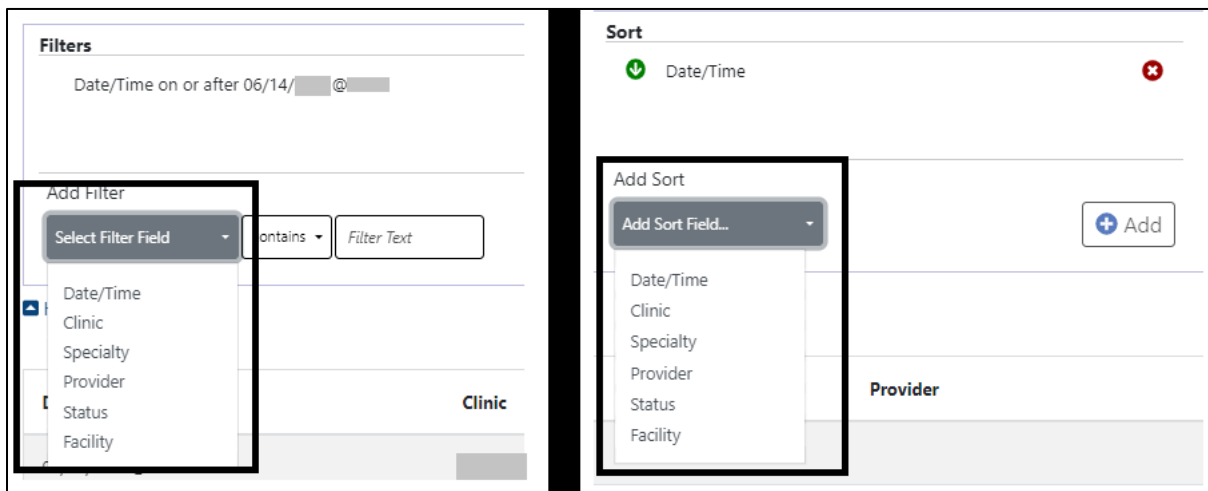 Filters
Date/Time on or after 06/14/ @
Add Filter
Select Filter Field
contains
Filter Text
Date/Time
Clinic
Specialty
Provider
Status
Facility
Clinic
Sort
Date/Time
Add Sort
Add Sort Field...
Add
Date/Time
Clinic
Specialty
Provider
Status
Facility
Provider